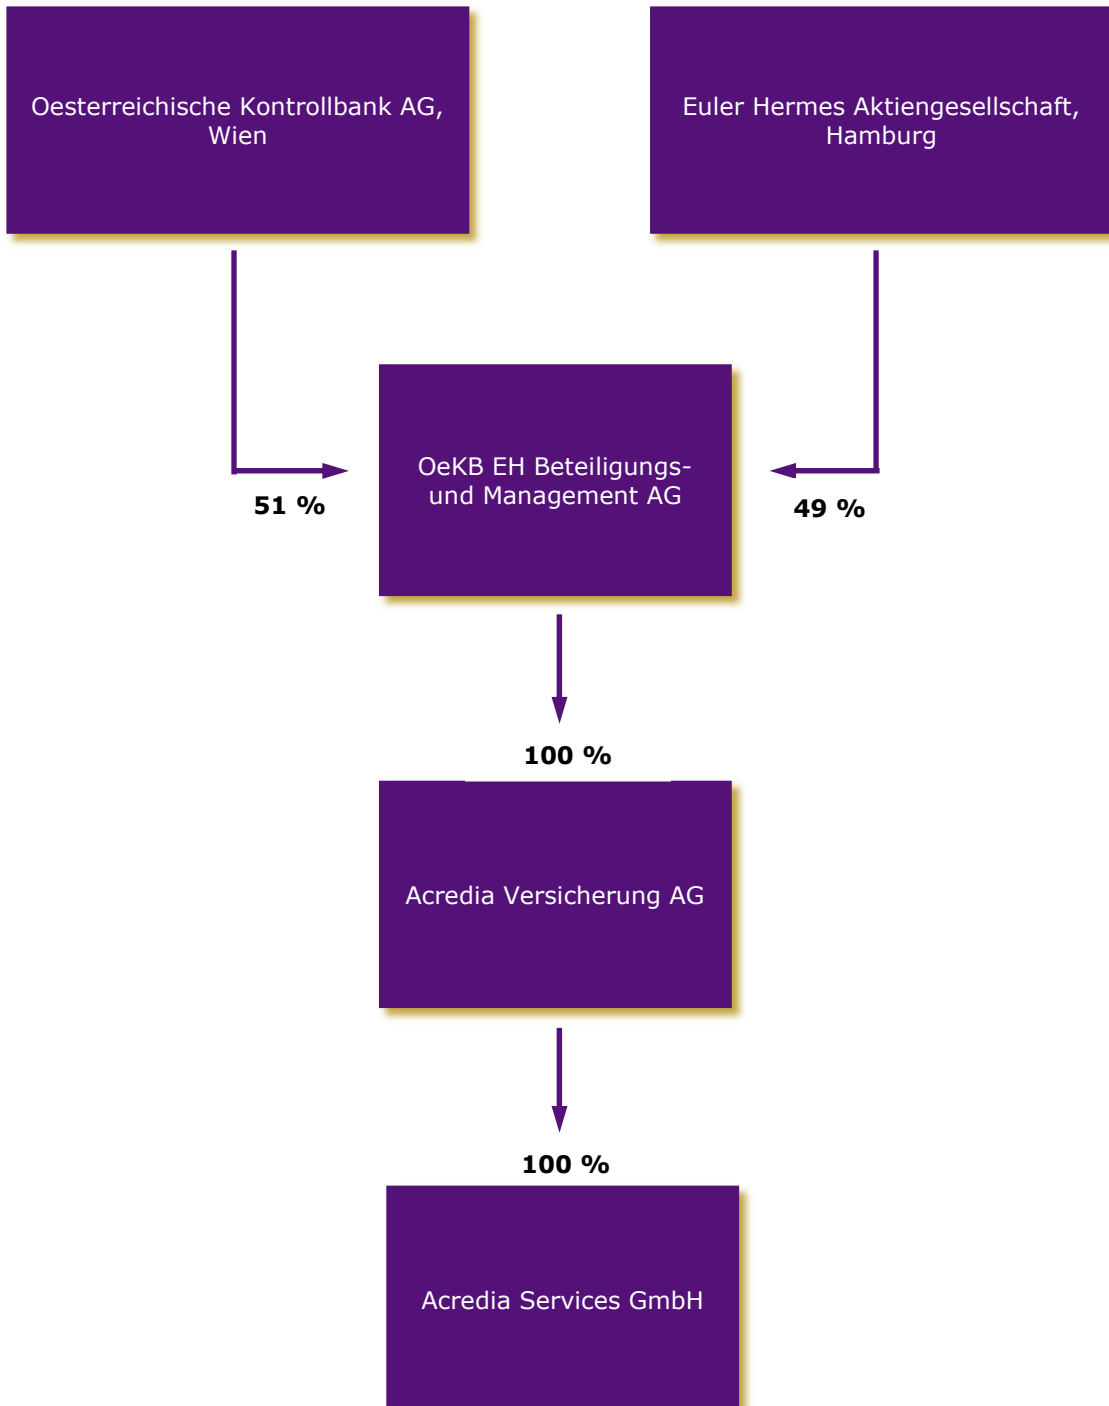 Oesterreichische Kontrollbank AG,
Wien
Euler Hermes Aktiengesellschaft,
Hamburg
OeKB EH Beteiligungs-
und Management AG
51 %
49 %
100 %
Acredia Versicherung AG
100 %
Acredia Services GmbH